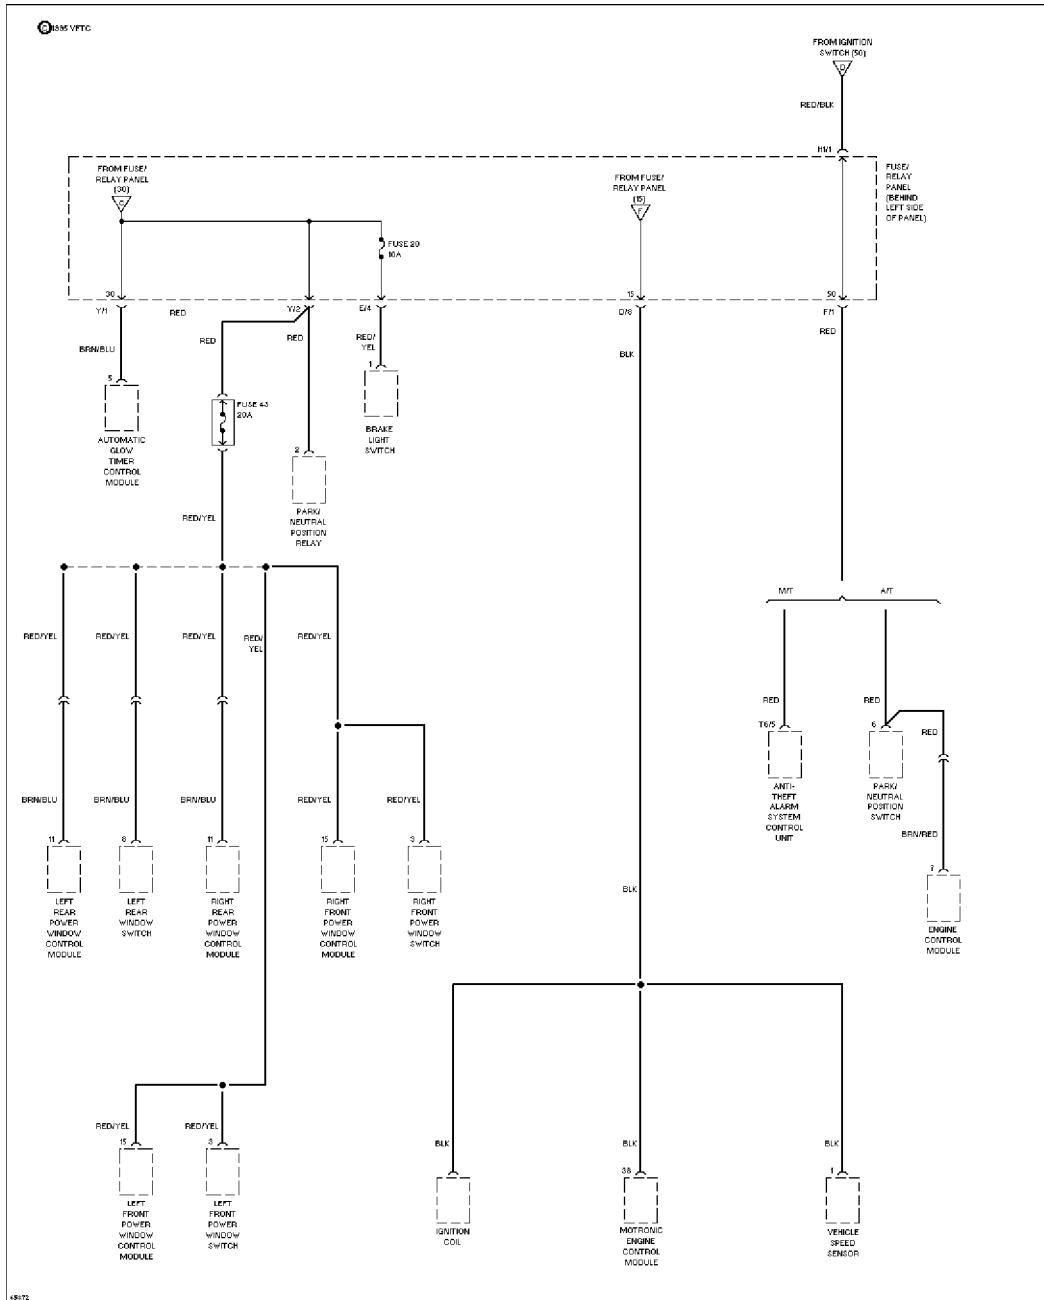 © 1995 VFTC
FROM IGNITION
SWITCH (50)
D
RED/BLK
H1/1
FROM FUSE/
RELAY PANEL
(30)
C
FROM FUSE/
RELAY PANEL
(15)
F
FUSE/
RELAY
PANEL
(BEHIND
LEFT SIDE
OF PANEL)
FUSE 20
10A
30
15
50
Y/1
RED
Y/2
E/4
D/8
F/1
BRN/BLU
RED
RED
RED/
YEL
BLK
RED
5
AUTOMATIC
GLOW
TIMER
CONTROL
MODULE
FUSE 43
20A
1
BRAKE
LIGHT
SWITCH
2
PARK/
NEUTRAL
POSITION
RELAY
RED/YEL
M/T
A/T
RED/YEL
RED/YEL
RED/YEL
RED/
YEL
RED/YEL
RED
RED
T6/5
6
RED
ANTI-
THEFT
ALARM
SYSTEM
CONTROL
UNIT
PARK/
NEUTRAL
POSITION
SWITCH
BRN/RED
7
ENGINE
CONTROL
MODULE
BRN/BLU
BRN/BLU
BRN/BLU
RED/YEL
RED/YEL
11
8
11
15
3
LEFT
REAR
POWER
WINDOW
CONTROL
MODULE
LEFT
REAR
WINDOW
SWITCH
RIGHT
REAR
POWER
WINDOW
CONTROL
MODULE
RIGHT
FRONT
POWER
WINDOW
CONTROL
MODULE
RIGHT
FRONT
POWER
WINDOW
SWITCH
BLK
RED/YEL
RED/YEL
15
3
LEFT
FRONT
POWER
WINDOW
CONTROL
MODULE
LEFT
FRONT
POWER
WINDOW
SWITCH
BLK
BLK
BLK
38
1
IGNITION
COIL
MOTRONIC
ENGINE
CONTROL
MODULE
VEHICLE
SPEED
SENSOR